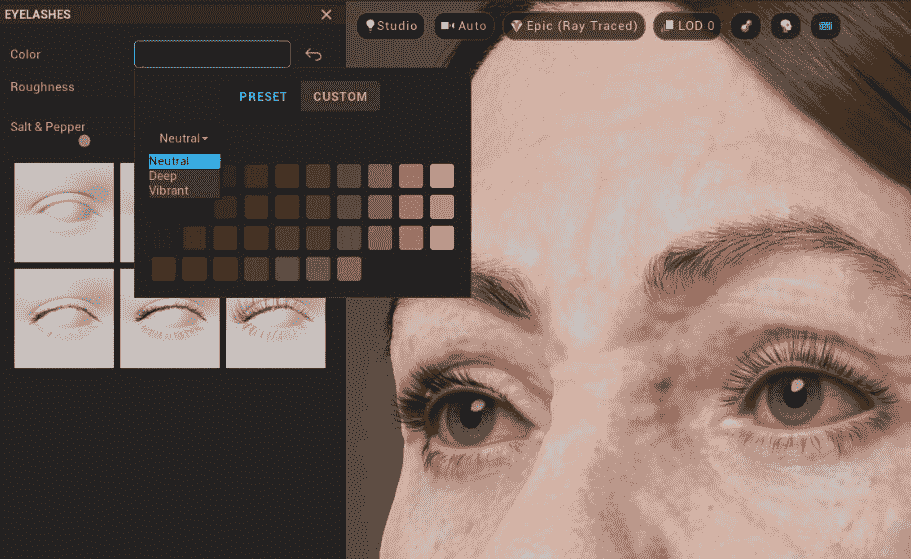 EYELASHES
Studio
Auto
Epic (Ray Traced)
LOD 0
Color
Roughness
PRESET
CUSTOM
Salt & Pepper
Neutral
Neutral
Deep
Vibrant